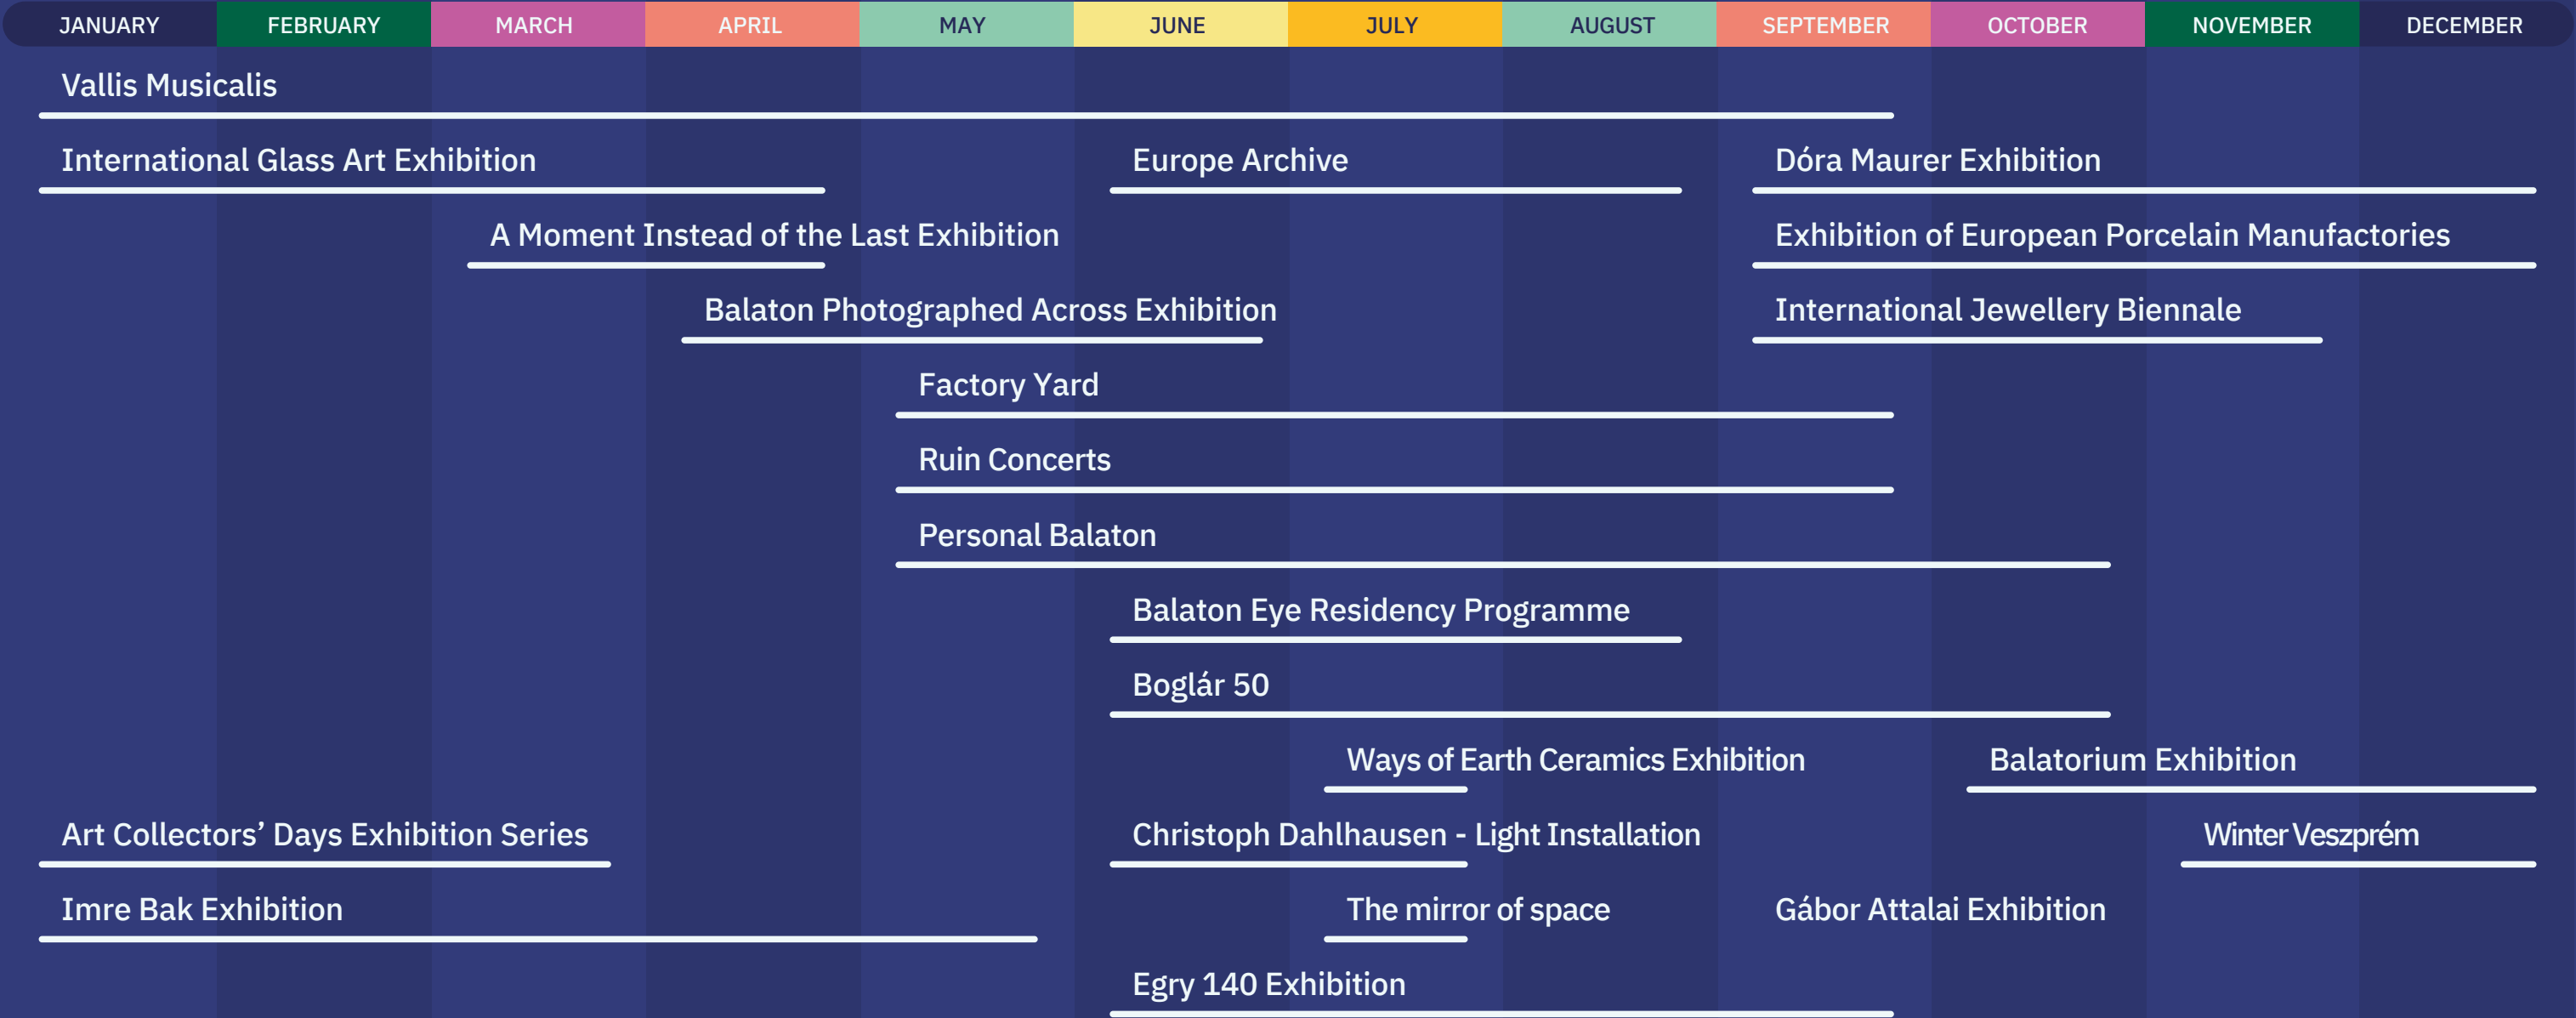 JANUARY FEBRUARY MARCH APRIL MAY JUNE JULY AUGUST SEPTEMBER OCTOBER NOVEMBER DECEMBER
Vallis Musicalis
International Glass Art Exhibition Europe Archive Dóra Maurer Exhibition
A Moment Instead of the Last Exhibition Exhibition of European Porcelain Manufactories
Balaton Photographed Across Exhibition International Jewellery Biennale
Factory Yard
Ruin Concerts
Personal Balaton
Balaton Eye Residency Programme
Boglár 50
Ways of Earth Ceramics Exhibition Balatorium Exhibition
Art Collectors’ Days Exhibition Series Christoph Dahlhausen - Light Installation Winter Veszprém
Imre Bak Exhibition The mirror of space Gábor Attalai Exhibition
Egry 140 Exhibition